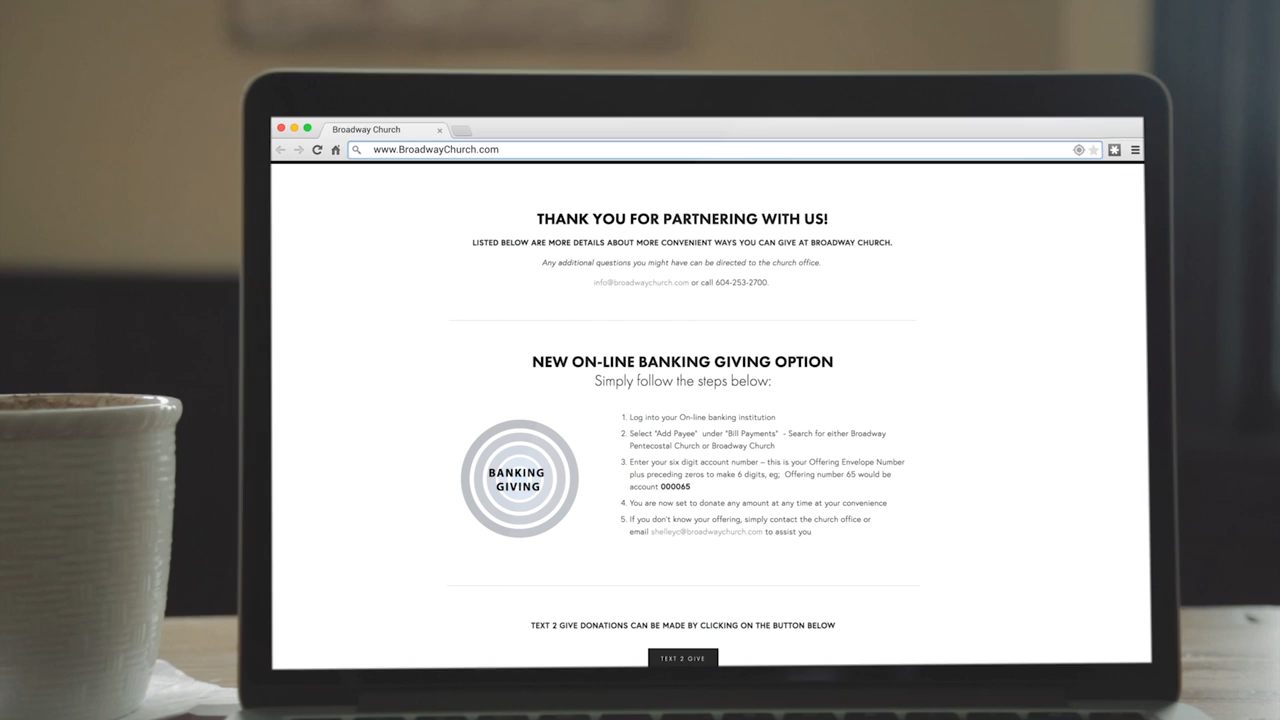 Broadway Church
www.BroadwayChurch.com
THANK YOU FOR PARTNERING WITH US!
LISTED BELOW ARE MORE DETAILS ABOUT MORE CONVENIENT WAYS YOU CAN GIVE AT BROADWAY CHURCH.
Any additional questions you might have can be directed to the church office.
info@broadwaychurch.com or call 604-253-2700.
NEW ON-LINE BANKING GIVING OPTION
Simply follow the steps below:
BANKING
GIVING
1. Log into your On-line banking institution
2. Select "Add Payee" under "Bill Payments" - Search for either Broadway
Pentecostal Church or Broadway Church
3. Enter your six digit account number – this is your Offering Envelope Number
plus preceding zeros to make 6 digits, eg; Offering number 65 would be
account 000065
4. You are now set to donate any amount at any time at your convenience
5. If you don't know your offering, simply contact the church office or
email shelleyc@broadwaychurch.com to assist you
TEXT 2 GIVE DONATIONS CAN BE MADE BY CLICKING ON THE BUTTON BELOW
TEXT 2 GIVE